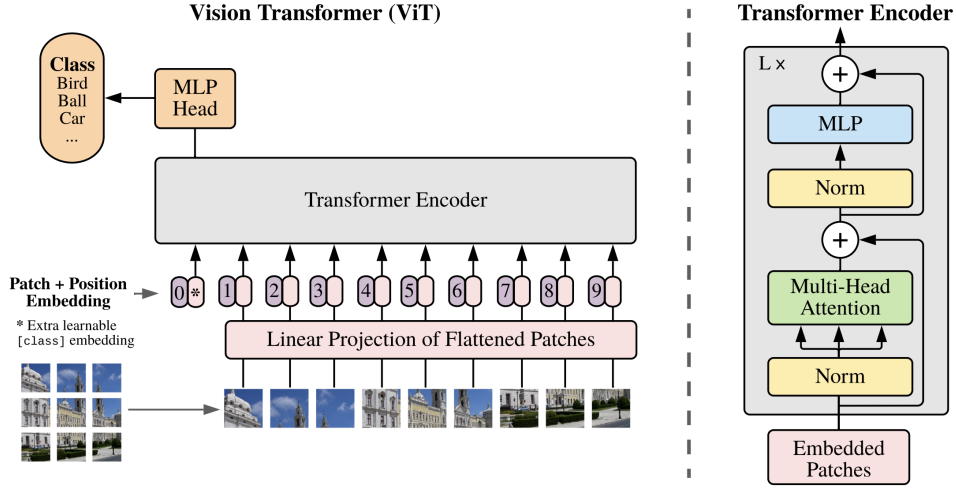 Vision Transformer (ViT)
Class
Bird
Ball
Car
...
MLP
Head
Transformer Encoder
Patch + Position
Embedding
0 * 1 2 3 4 5 6 7 8 9
* Extra learnable
[class] embedding
Linear Projection of Flattened Patches
Transformer Encoder
L ×
+
MLP
Norm
+
Multi-Head
Attention
Norm
Embedded
Patches